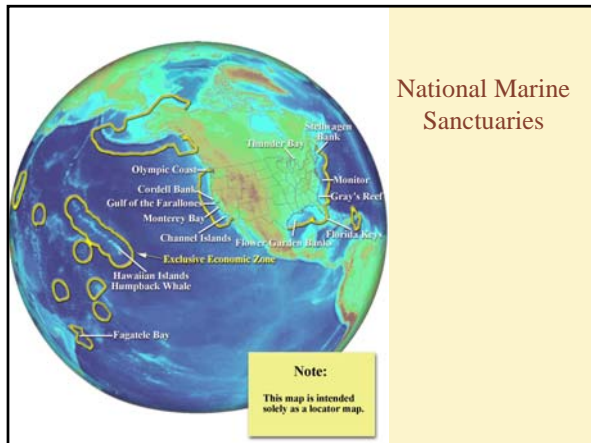 National Marine
Sanctuaries
Stellwagen
Bank
Thunder Bay
Olympic Coast
Monitor
Cordell Bank
Gray's Reef
Gulf of the Farallones
Monterey Bay
Florida Keys
Channel Islands
Flower Garden Banks
Exclusive Economic Zone
Hawaiian Islands
Humpback Whale
Fagatele Bay
Note:
This map is intended
solely as a locator map.